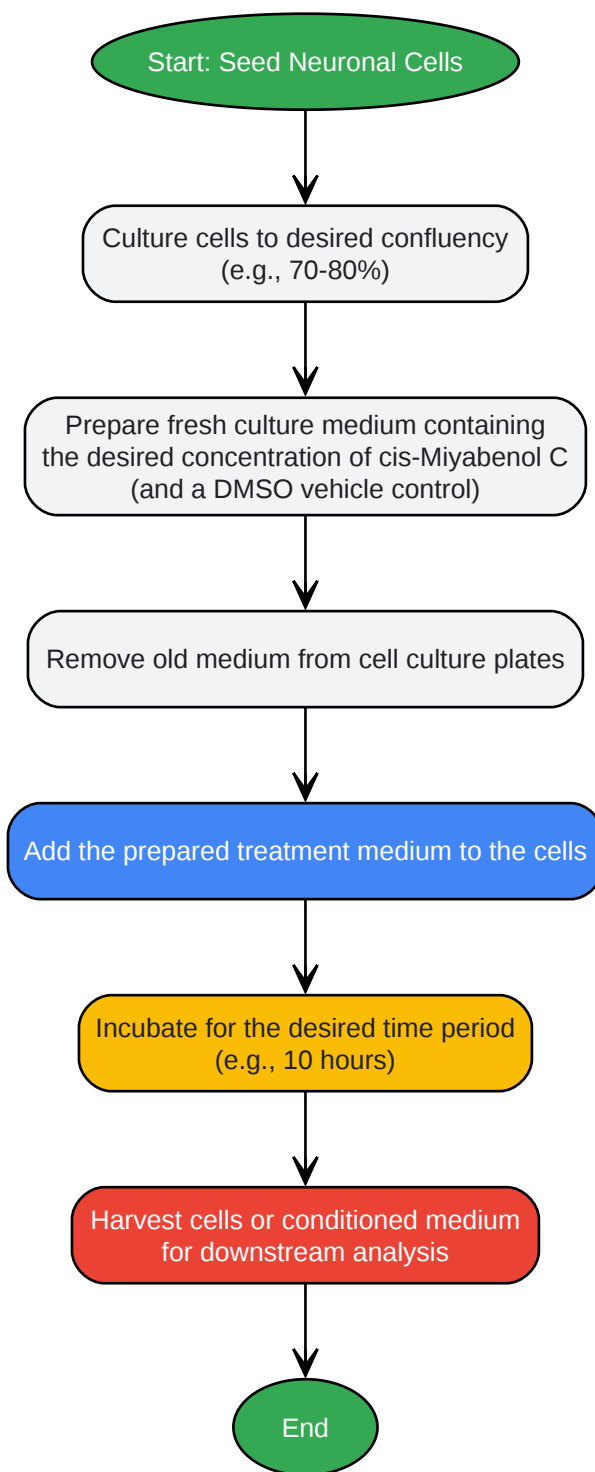 Start: Seed Neuronal Cells
Culture cells to desired confluency
(e.g., 70-80%)
Prepare fresh culture medium containing
the desired concentration of cis-Miyabenol C
(and a DMSO vehicle control)
Remove old medium from cell culture plates
Add the prepared treatment medium to the cells
Incubate for the desired time period
(e.g., 10 hours)
Harvest cells or conditioned medium
for downstream analysis
End